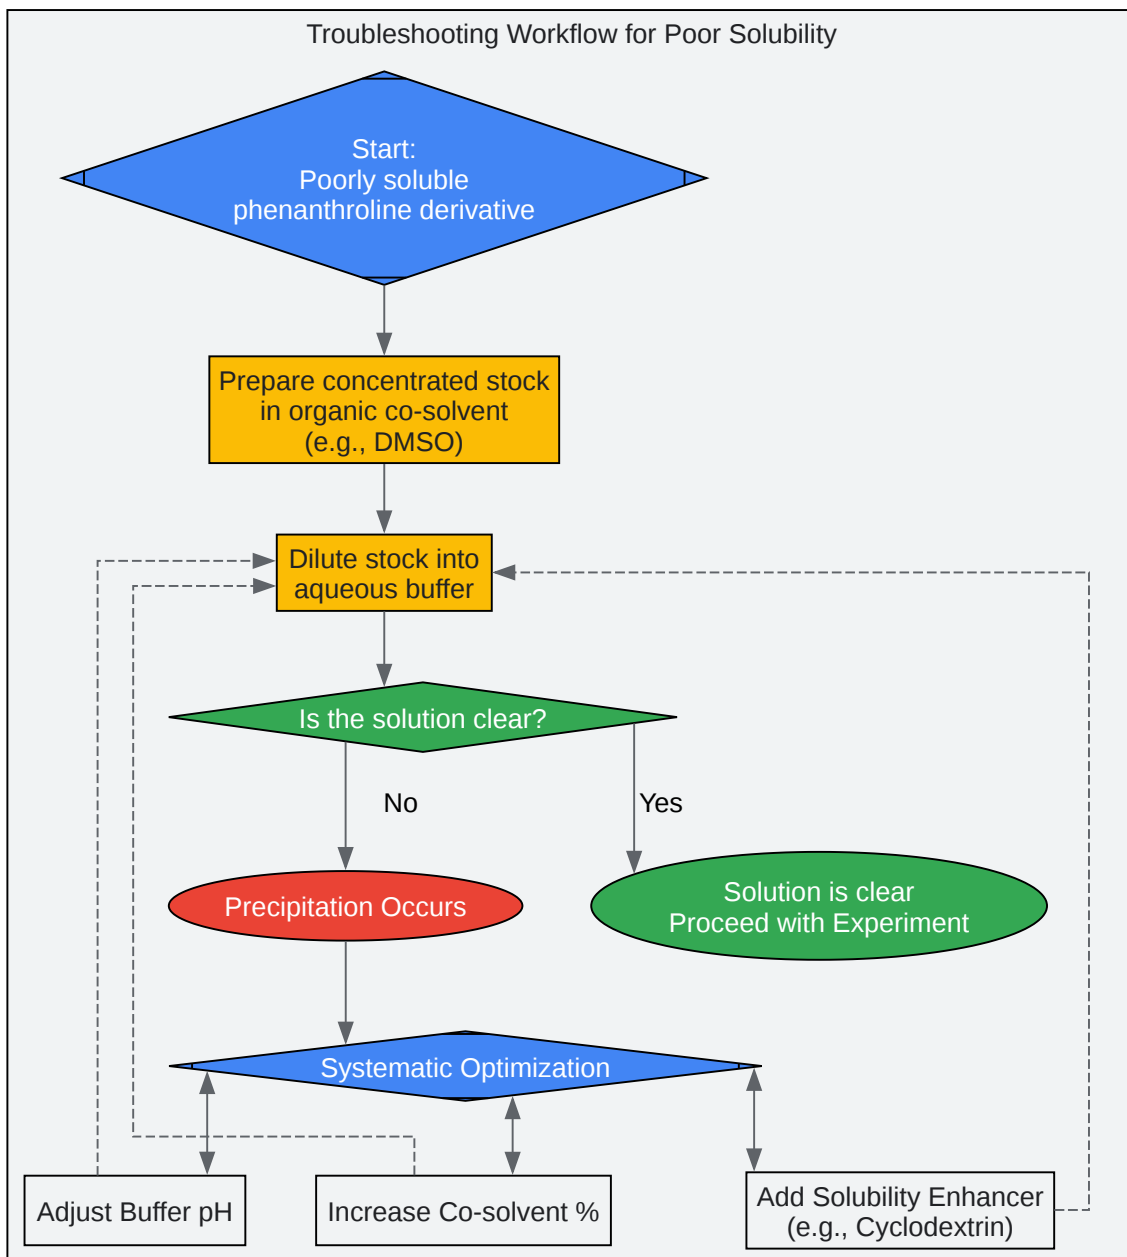 Troubleshooting Workflow for Poor Solubility
Start:
Poorly soluble
phenanthroline derivative
Prepare concentrated stock
in organic co-solvent
(e.g., DMSO)
Dilute stock into
aqueous buffer
Is the solution clear?
No
Yes
Precipitation Occurs
Solution is clear
Proceed with Experiment
Systematic Optimization
Adjust Buffer pH
Increase Co-solvent %
Add Solubility Enhancer
(e.g., Cyclodextrin)